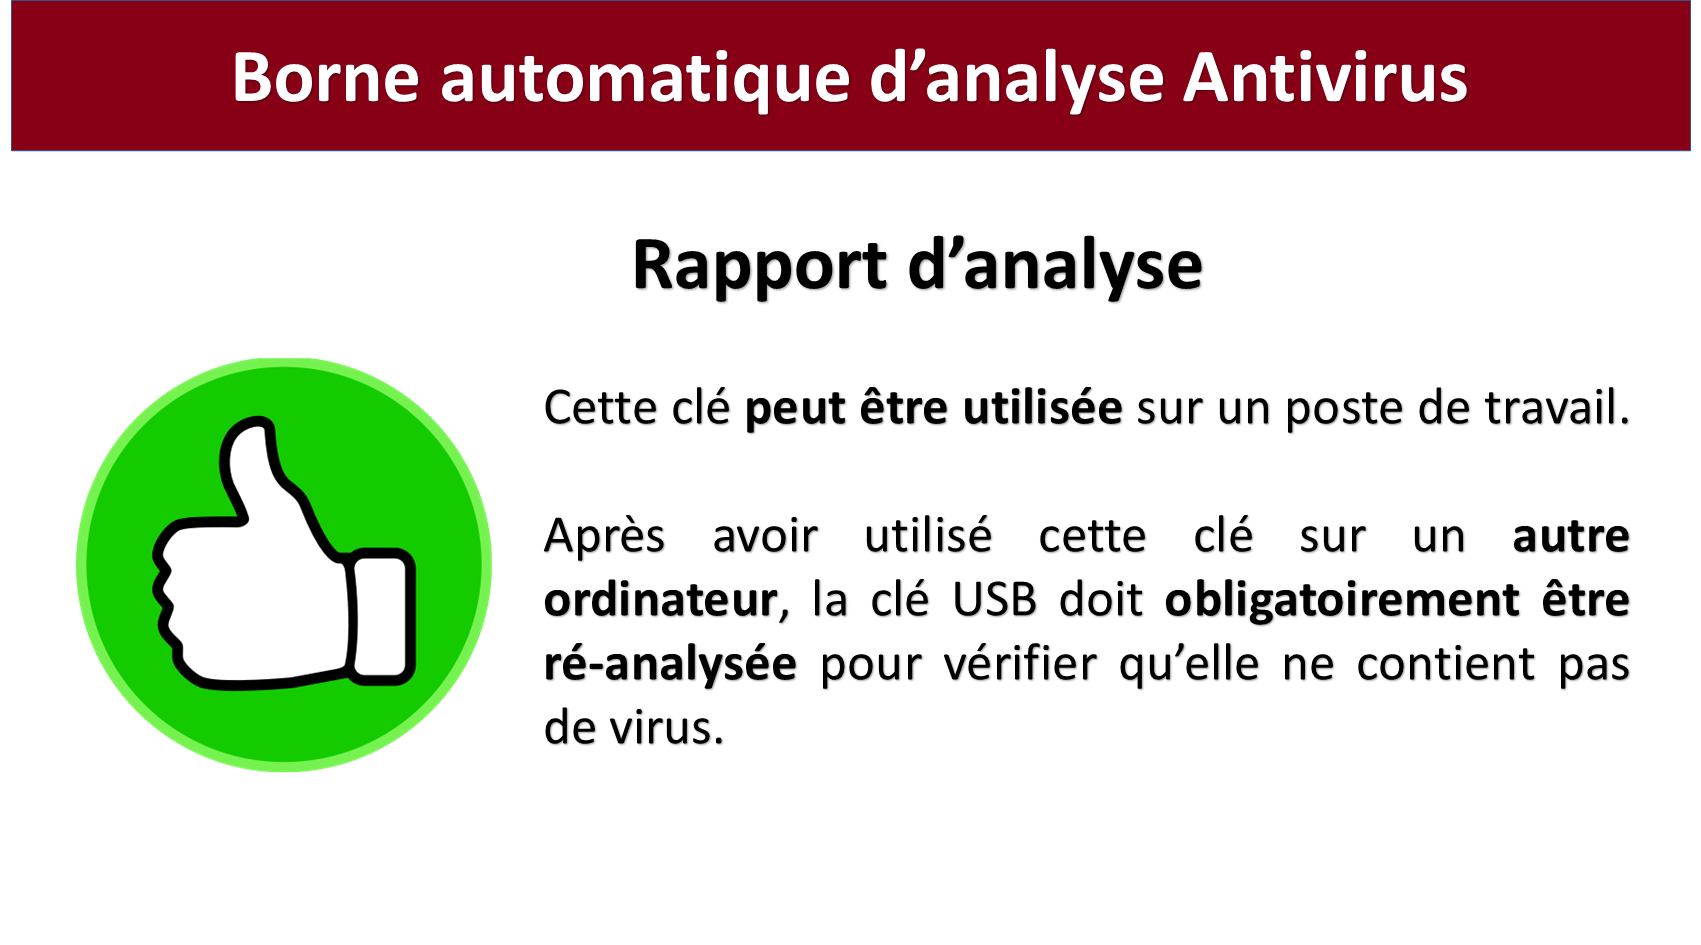 Borne automatique d’analyse Antivirus
Rapport d’analyse
Cette clé peut être utilisée sur un poste de travail.
Après avoir utilisé cette clé sur un autre
ordinateur, la clé USB doit obligatoirement être
ré-analysée pour vérifier qu’elle ne contient pas
de virus.